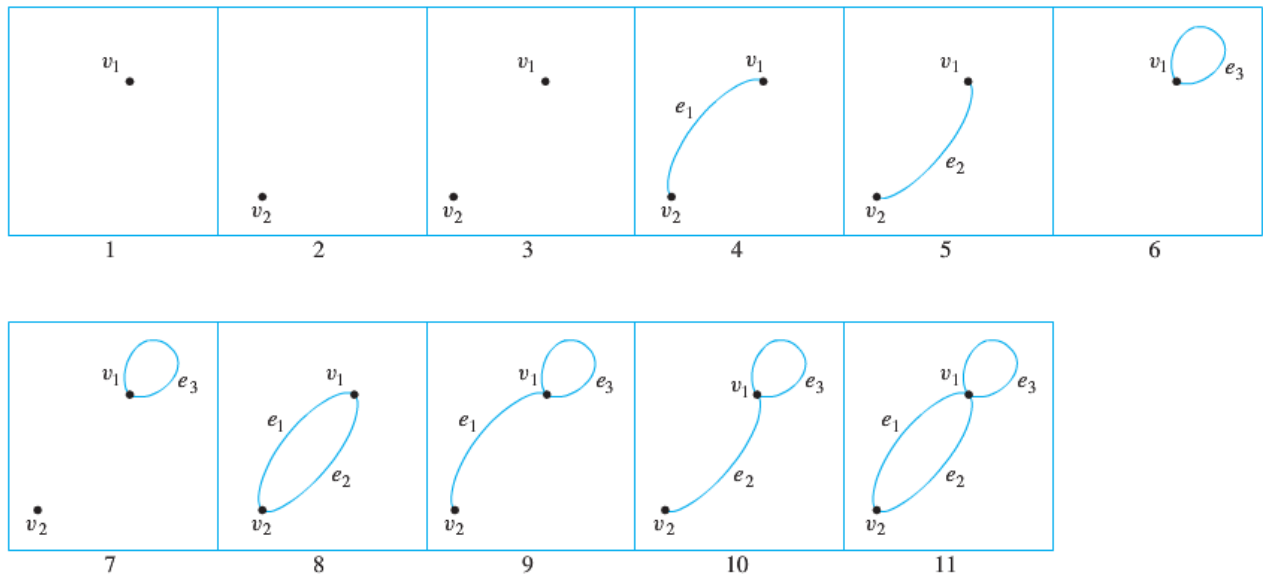 v₁
v₂
v₁
v₂
v₁
e₁
v₂
v₁
e₂
v₂
v₁
e₃
1 2 3 4 5 6
v₁
e₃
v₂
v₁
e₁
e₂
v₂
v₁
e₃
e₁
v₂
v₁
e₃
e₂
v₂
v₁
e₃
e₁
e₂
v₂
7 8 9 10 11